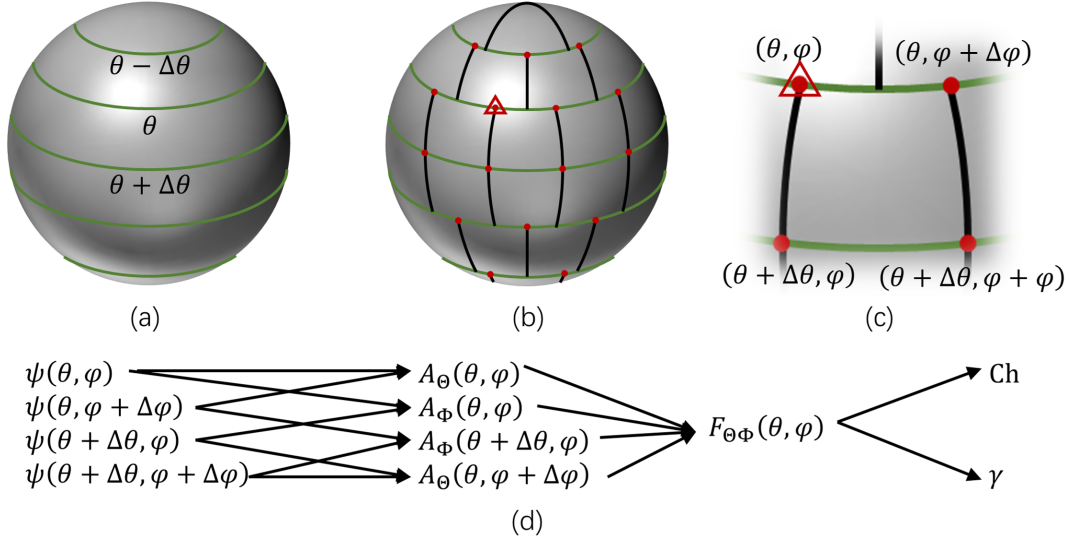 θ − Δθ
θ
θ + Δθ
(a)
(b)
(θ, φ)
(θ, φ + Δφ)
(θ + Δθ, φ)
(θ + Δθ, φ + φ)
(c)
ψ(θ, φ)
ψ(θ, φ + Δφ)
ψ(θ + Δθ, φ)
ψ(θ + Δθ, φ + Δφ)
A_Θ(θ, φ)
A_Φ(θ, φ)
A_Φ(θ + Δθ, φ)
A_Θ(θ, φ + Δφ)
F_ΘΦ(θ, φ)
Ch
γ
(d)